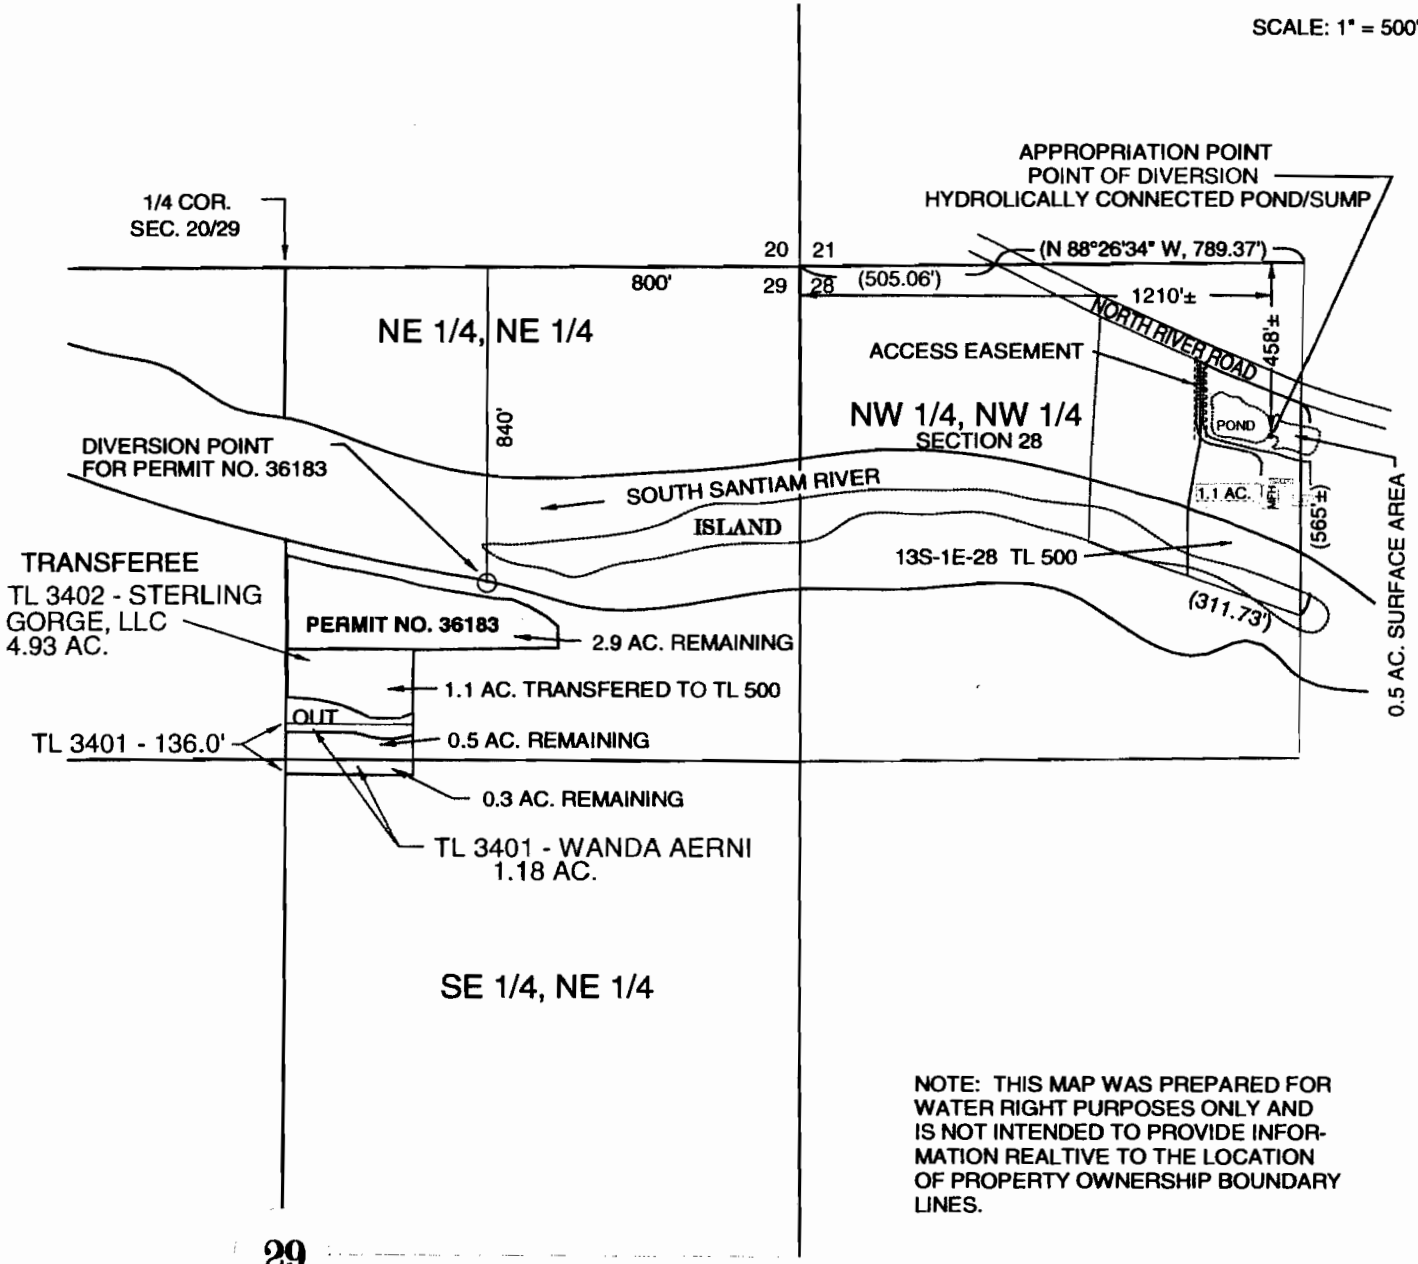 SCALE: 1" = 500'
APPROPRIATION POINT
POINT OF DIVERSION
HYDROLICALLY CONNECTED POND/SUMP
1/4 COR.
SEC. 20/29
20 21
29 28
(N 88°26'34" W, 789.37')
(505.06')
800'
1210'±
458'±
NORTH RIVER ROAD
NE 1/4, NE 1/4
840'
ACCESS EASEMENT
NW 1/4, NW 1/4
SECTION 28
POND
DIVERSION POINT
FOR PERMIT NO. 36183
SOUTH SANTIAM RIVER
ISLAND
1.1 AC.
MFH
(565'±)
0.5 AC. SURFACE AREA
13S-1E-28 TL 500
(311.73')
TRANSFEREE
TL 3402 - STERLING
GORGE, LLC
4.93 AC.
PERMIT NO. 36183
2.9 AC. REMAINING
1.1 AC. TRANSFERED TO TL 500
OUT
TL 3401 - 136.0'
0.5 AC. REMAINING
0.3 AC. REMAINING
TL 3401 - WANDA AERNI
1.18 AC.
SE 1/4, NE 1/4
NOTE: THIS MAP WAS PREPARED FOR
WATER RIGHT PURPOSES ONLY AND
IS NOT INTENDED TO PROVIDE INFOR-
MATION REALTIVE TO THE LOCATION
OF PROPERTY OWNERSHIP BOUNDARY
LINES.
29